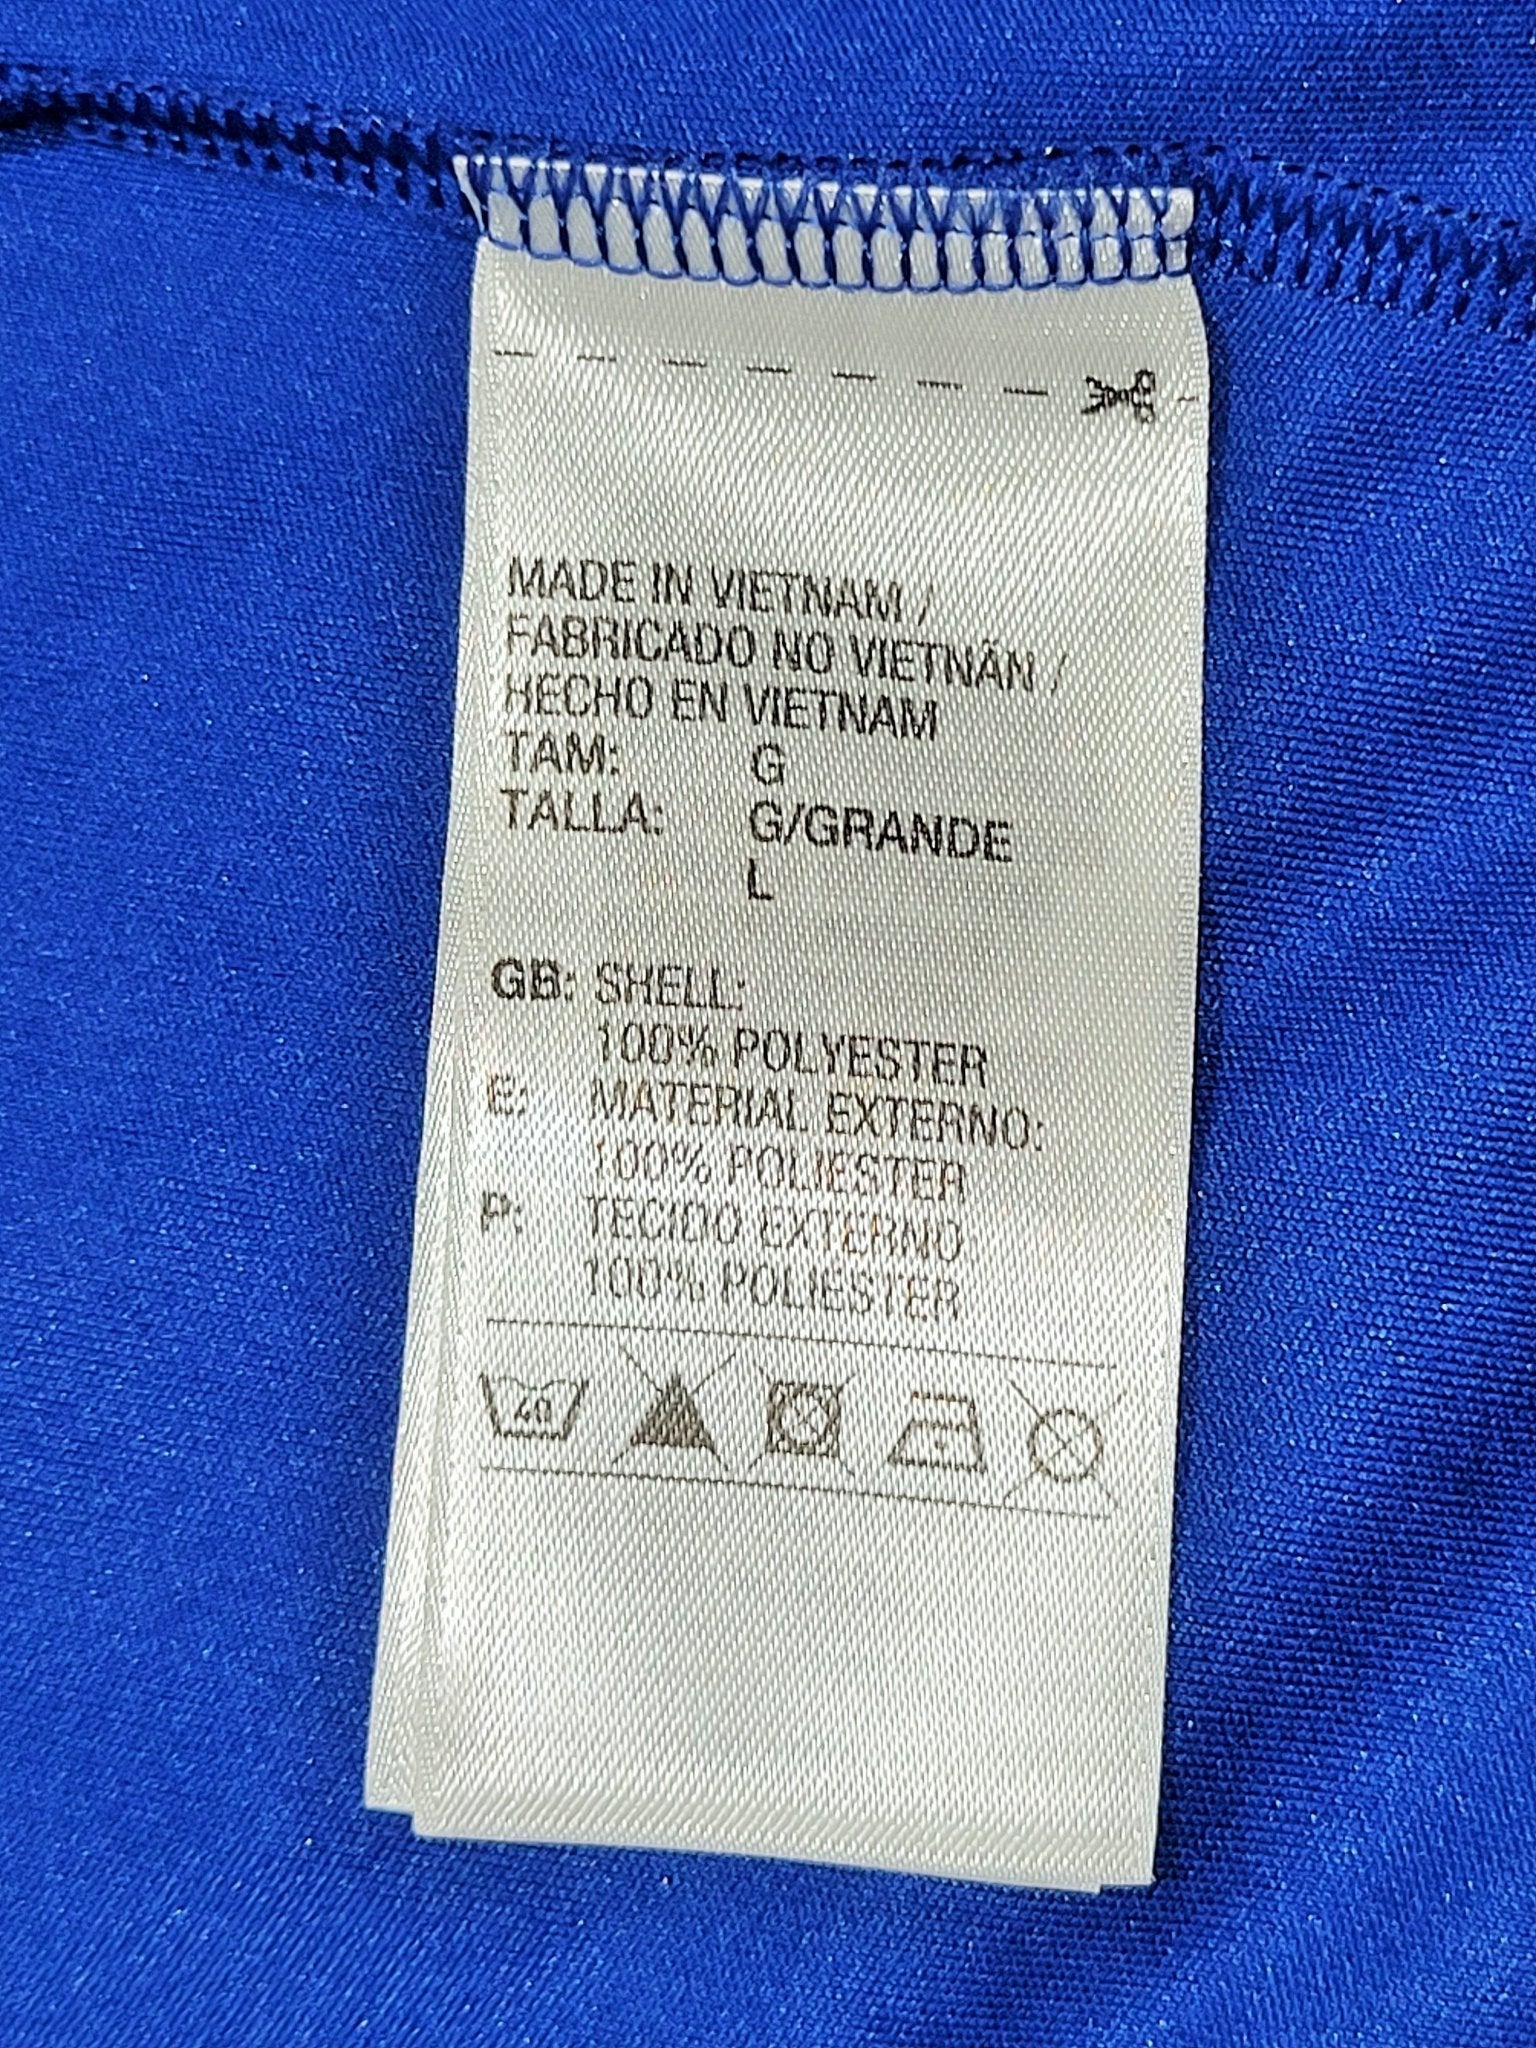 MADE IN VIETNAM /
FABRICADO NO VIETNÃN /
HECHO EN VIETNAM
TAM: G
TALLA: G/GRANDE
L
GB: SHELL:
100% POLYESTER
E: MATERIAL EXTERNO:
100% POLIESTER
P: TECIDO EXTERNO
100% POLIESTER
40